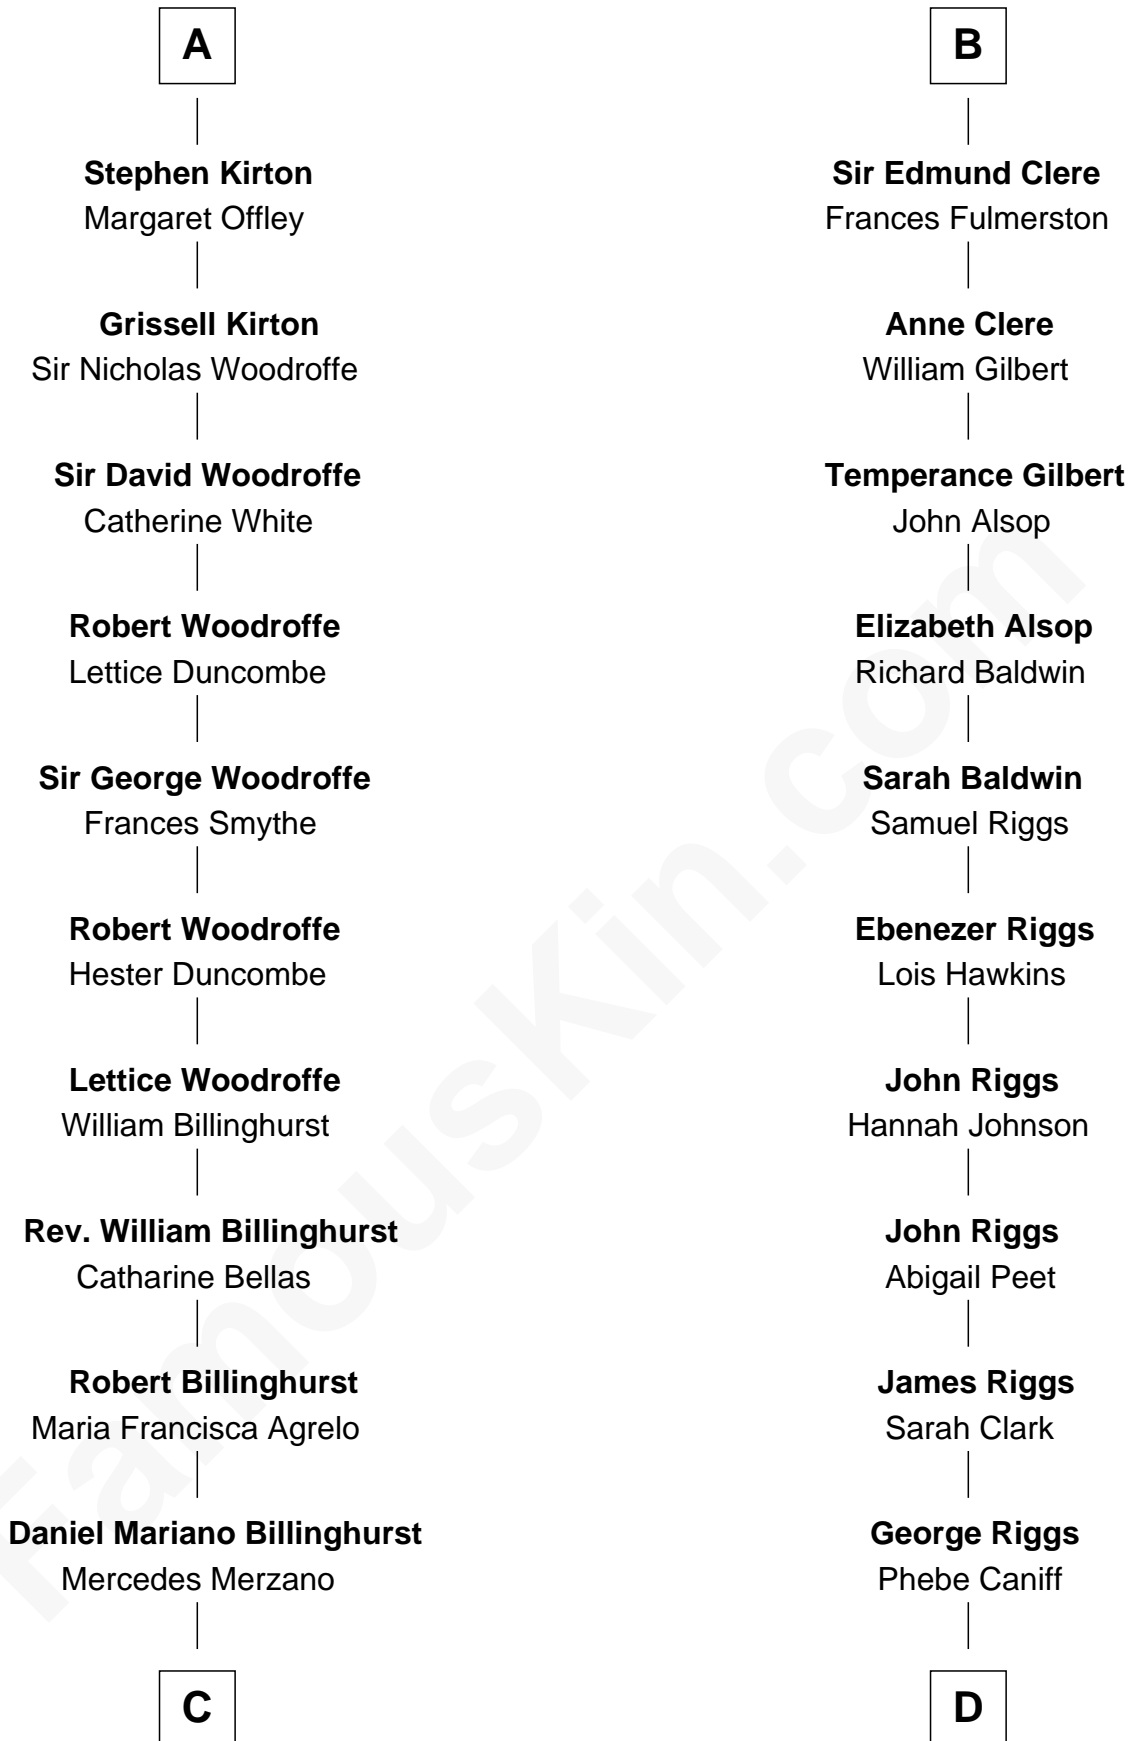 A
Stephen Kirton
Margaret Offley
Grissell Kirton
Sir Nicholas Woodroffe
Sir David Woodroffe
Catherine White
Robert Woodroffe
Lettice Duncombe
Sir George Woodroffe
Frances Smythe
Robert Woodroffe
Hester Duncombe
Lettice Woodroffe
William Billinghurst
Rev. William Billinghurst
Catharine Bellas
Robert Billinghurst
Maria Francisca Agrelo
Daniel Mariano Billinghurst
Mercedes Merzano
C
B
Sir Edmund Clere
Frances Fulmerston
Anne Clere
William Gilbert
Temperance Gilbert
John Alsop
Elizabeth Alsop
Richard Baldwin
Sarah Baldwin
Samuel Riggs
Ebenezer Riggs
Lois Hawkins
John Riggs
Hannah Johnson
John Riggs
Abigail Peet
James Riggs
Sarah Clark
George Riggs
Phebe Caniff
D
FamousKin.com